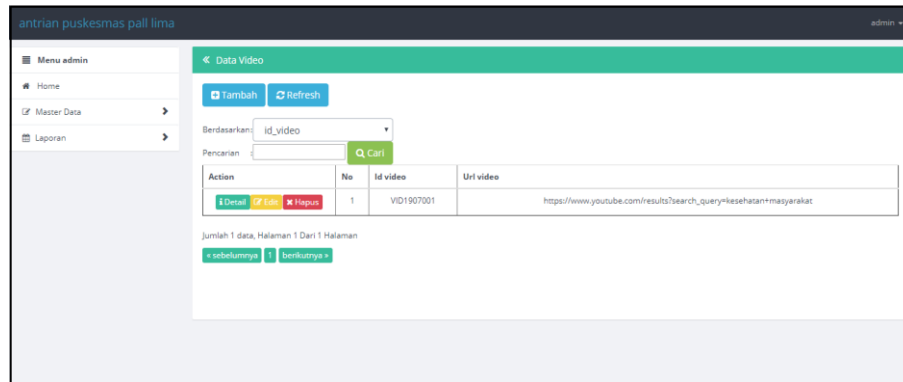 antrian puskesmas pall lima
admin
Menu admin
Home
Master Data
Laporan
Data Video
Tambah Refresh
Berdasarkan: id_video
Pencarian : Cari
Action No Id video Url video
Detail Edit Hapus 1 VID1907001 https://www.youtube.com/results?search_query=kesehatan+masyarakat
Jumlah 1 data, Halaman 1 Dari 1 Halaman
« sebelumnya 1 berikutnya »